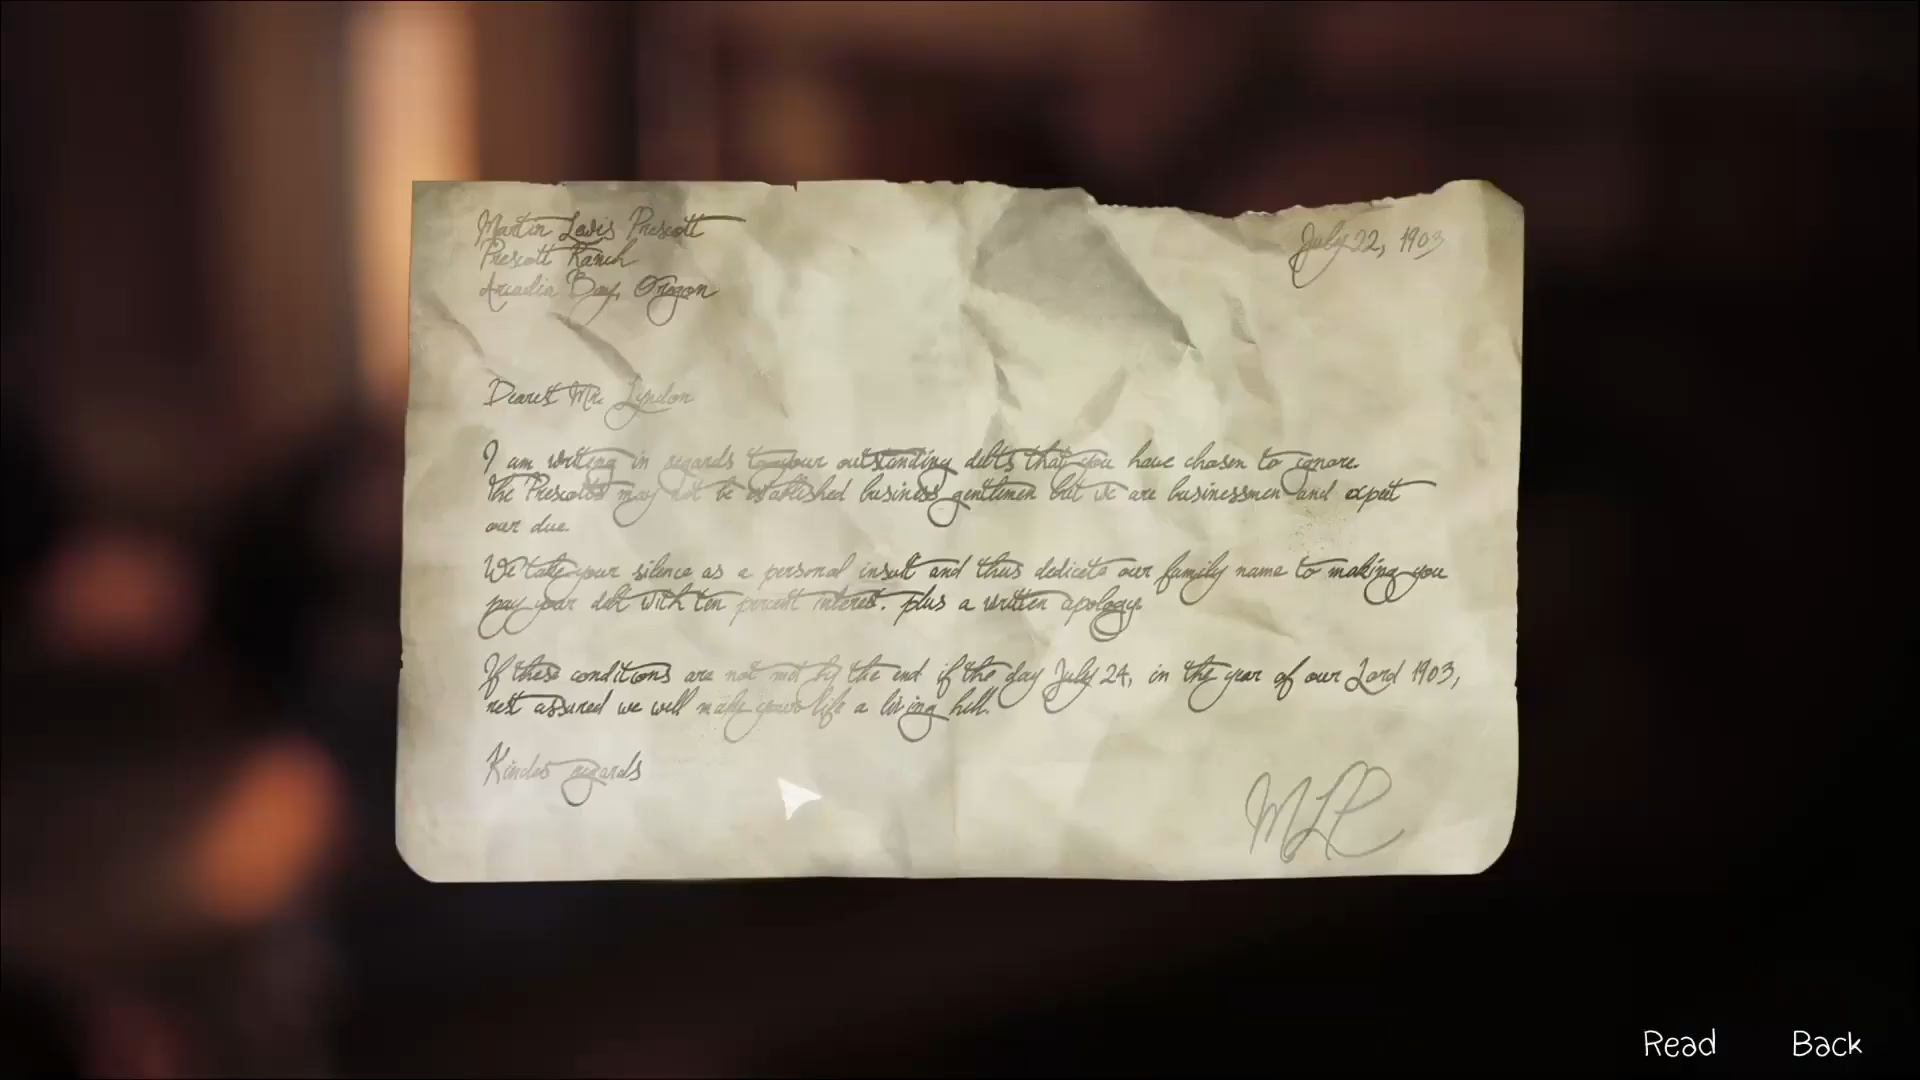 Martin Lewis Prescott
Prescott Ranch
Arcadia Bay, Oregon
July 22, 1903
Dearest Mr. Lyndon
I am writing in regards to your outstanding debts that you have chosen to ignore.
The Prescotts may not be established business gentlemen but we are businessmen and expect
our due.
We take your silence as a personal insult and thus dedicate our family name to making you
pay your debt with ten percent interest. plus a written apology.
If these conditions are not met by the end if the day July 24, in the year of our Lord 1903,
rest assured we will make your life a living hell.
Kindes regards
MLP
Read Back